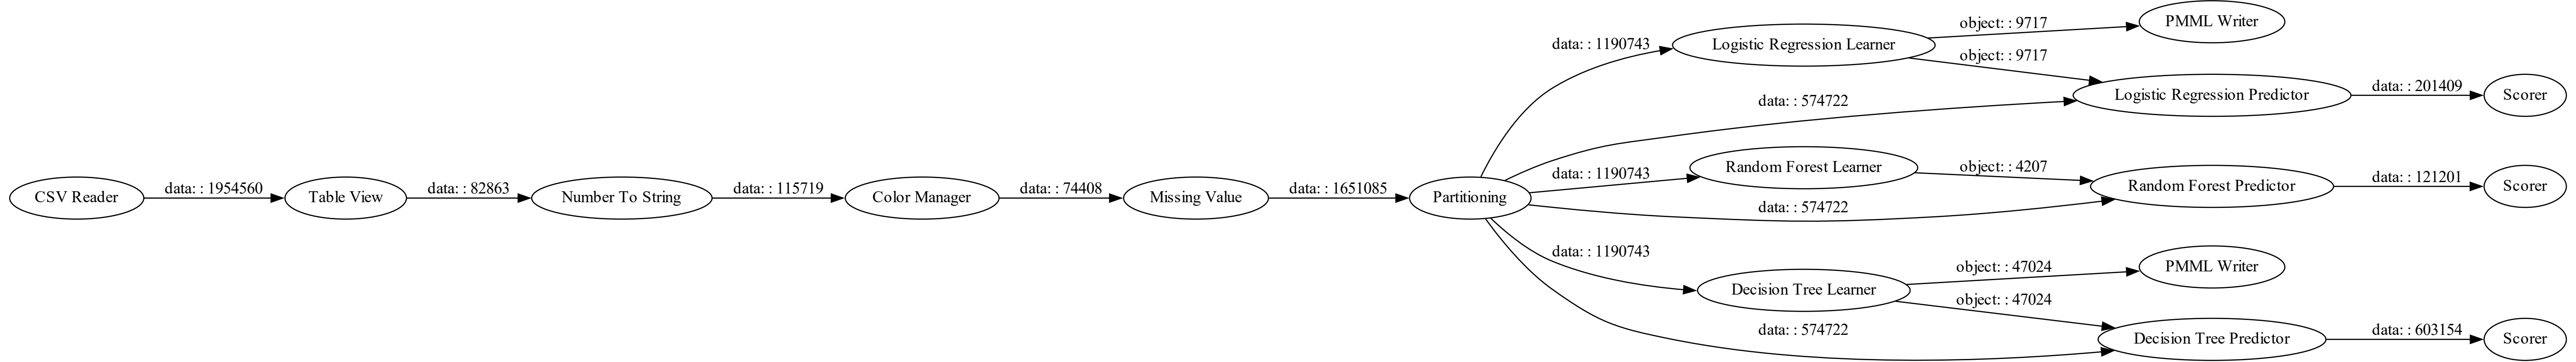 CSV Reader
data: : 1954560
Table View
data: : 82863
Number To String
data: : 115719
Color Manager
data: : 74408
Missing Value
data: : 1651085
Partitioning
data: : 1190743
Logistic Regression Learner
object: : 9717
PMML Writer
object: : 9717
data: : 574722
Logistic Regression Predictor
data: : 201409
Scorer
data: : 1190743
Random Forest Learner
object: : 4207
data: : 574722
Random Forest Predictor
data: : 121201
Scorer
data: : 1190743
Decision Tree Learner
object: : 47024
PMML Writer
object: : 47024
data: : 574722
Decision Tree Predictor
data: : 603154
Scorer